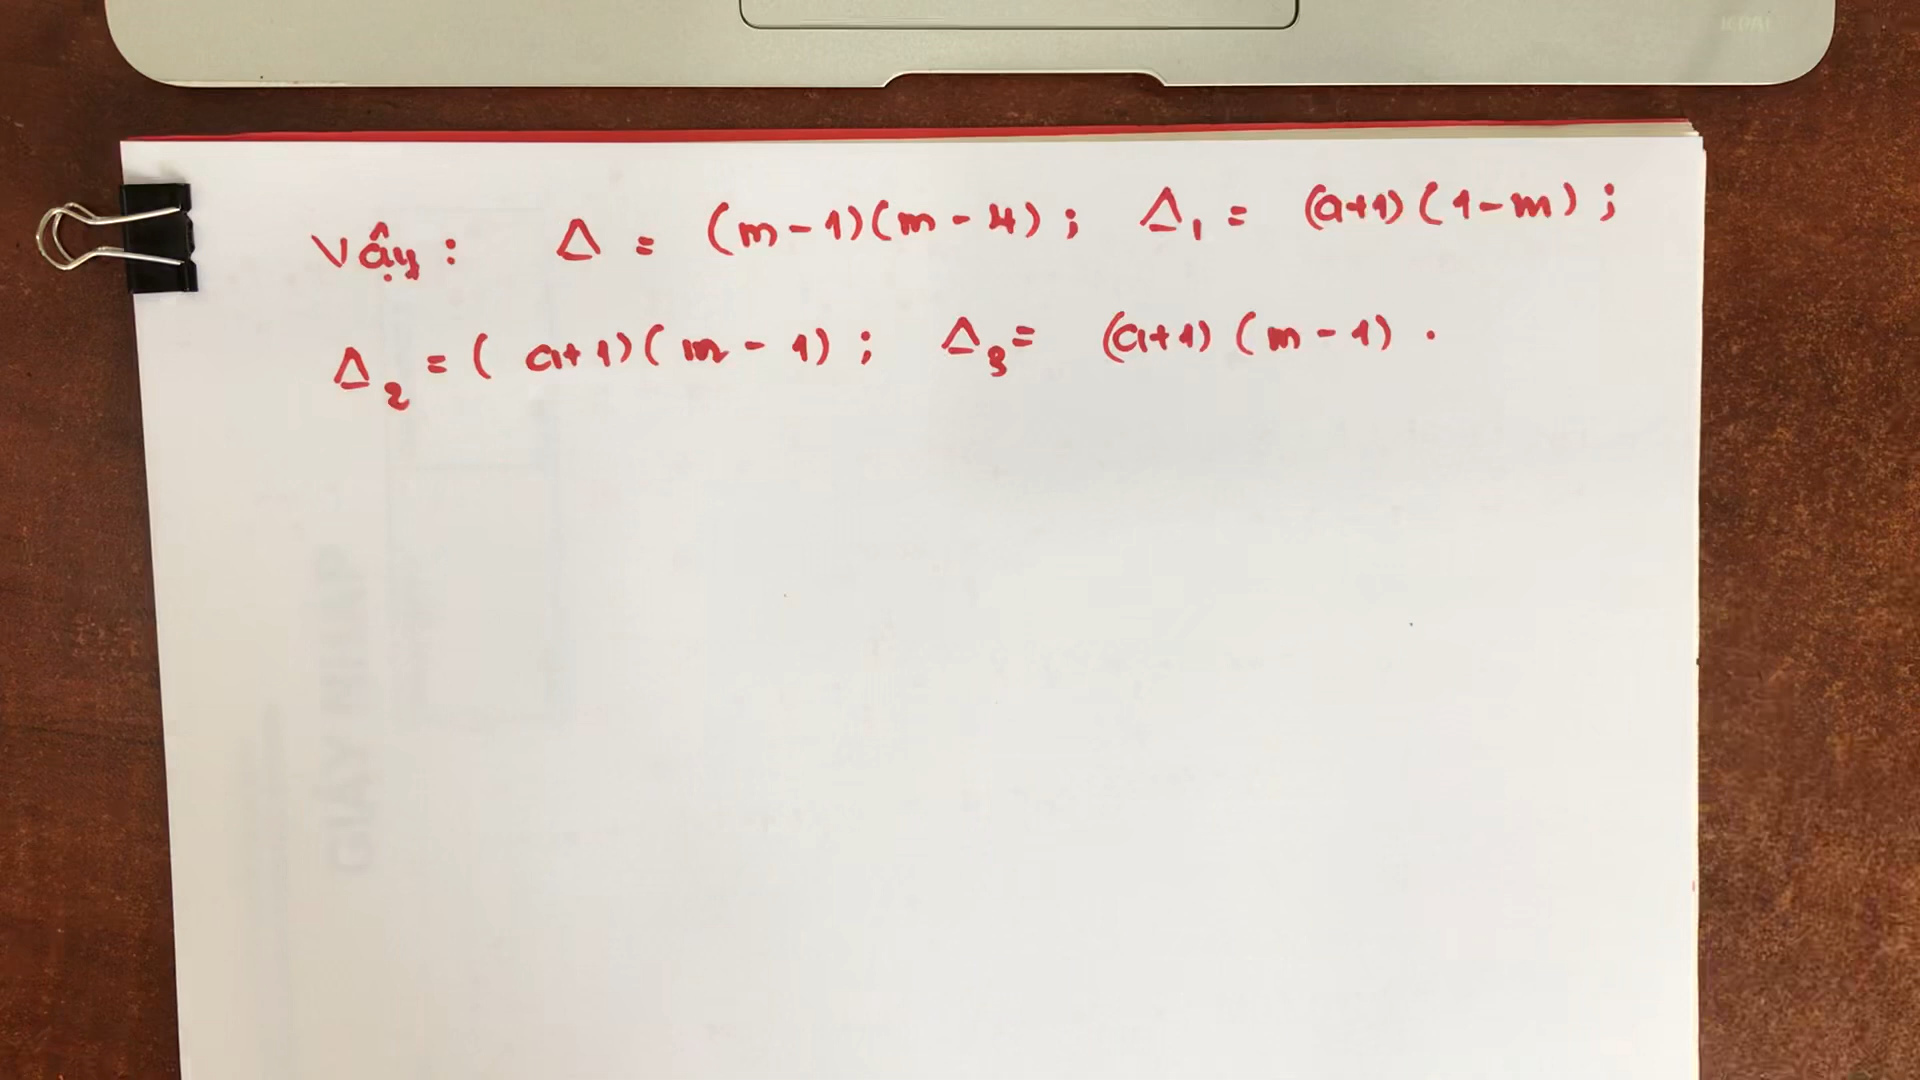 Vậy : Δ = (m-1)(m-4); Δ₁ = (a+1)(1-m);
Δ₂ = (a+1)(m-1); Δ₃ = (a+1)(m-1).